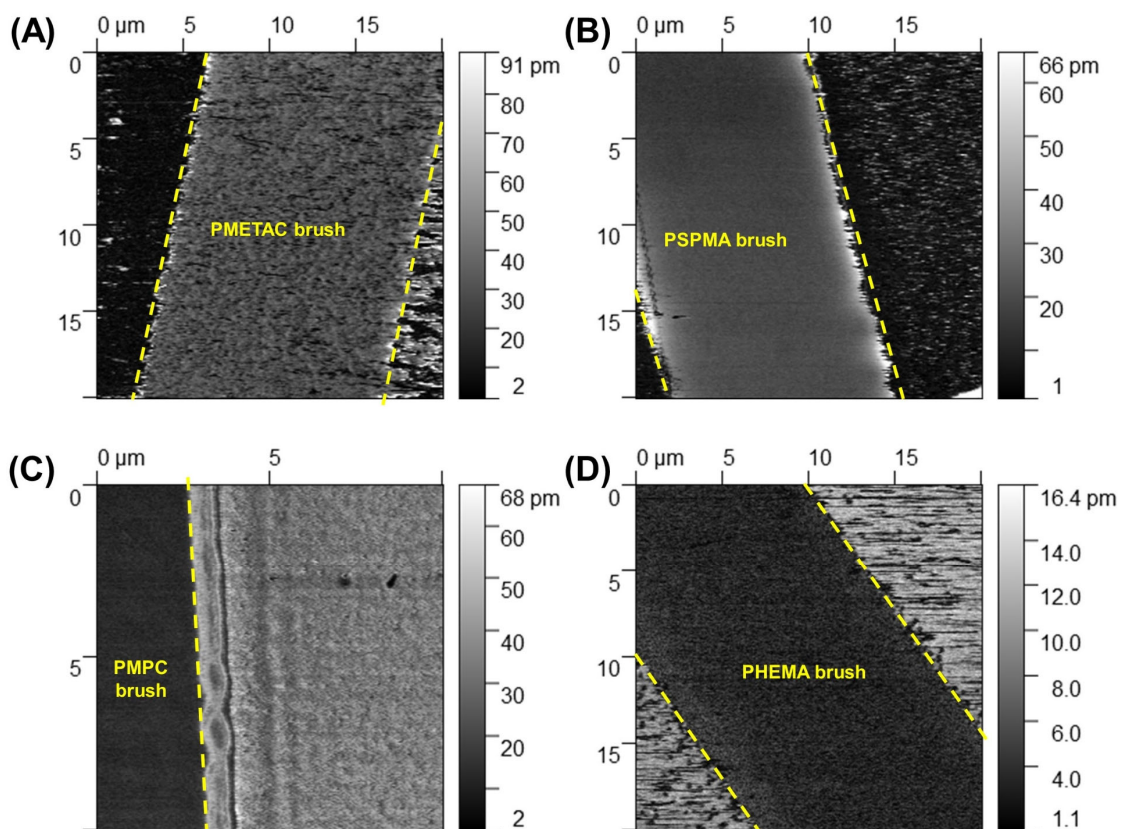 (A)
0 µm 5 10 15
0
5
10
15
PMETAC brush
91 pm
80
70
60
50
40
30
20
2
(B)
0 µm 5 10 15
0
5
10
15
PSPMA brush
66 pm
60
50
40
30
20
1
(C)
0 µm 5
0
5
PMPC
brush
68 pm
60
50
40
30
20
2
(D)
0 µm 5 10 15
0
5
10
15
PHEMA brush
16.4 pm
14.0
12.0
10.0
8.0
6.0
4.0
1.1